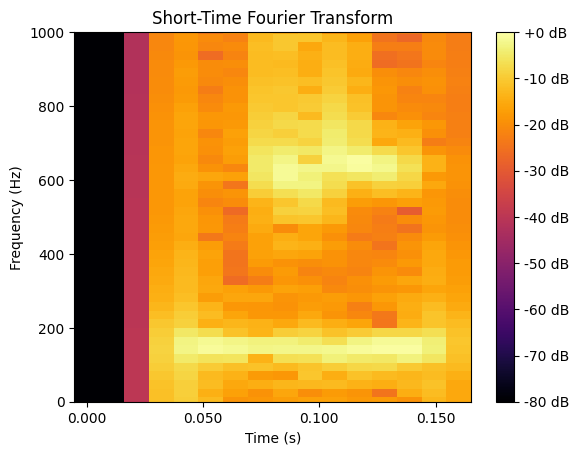 Short-Time Fourier Transform
1000
800
600
400
200
0
Frequency (Hz)
0.000
0.050
0.100
0.150
Time (s)
+0 dB
-10 dB
-20 dB
-30 dB
-40 dB
-50 dB
-60 dB
-70 dB
-80 dB